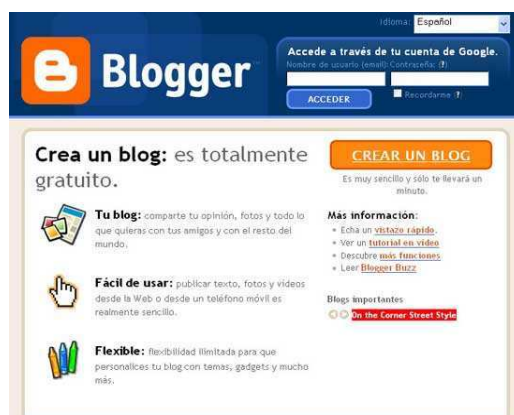 Idioma: Español
Blogger™
Accede a través de tu cuenta de Google.
Nombre de usuario (email): Contraseña: (?)
ACCEDER
Recordarme (?)
Crea un blog: es totalmente
gratuito.
Tu blog: comparte tu opinión, fotos y todo lo
que quieras con tus amigos y con el resto del
mundo.
Fácil de usar: publicar texto, fotos y vídeos
desde la Web o desde un teléfono móvil es
realmente sencillo.
Flexible: flexibilidad ilimitada para que
personalices tu blog con temas, gadgets y mucho
más.
CREAR UN BLOG
Es muy sencillo y sólo te llevará un
minuto.
Más información:
Echa un vistazo rápido.
Ver un tutorial en vídeo
Descubre más funciones
Leer Blogger Buzz
Blogs importantes
On the Corner Street Style